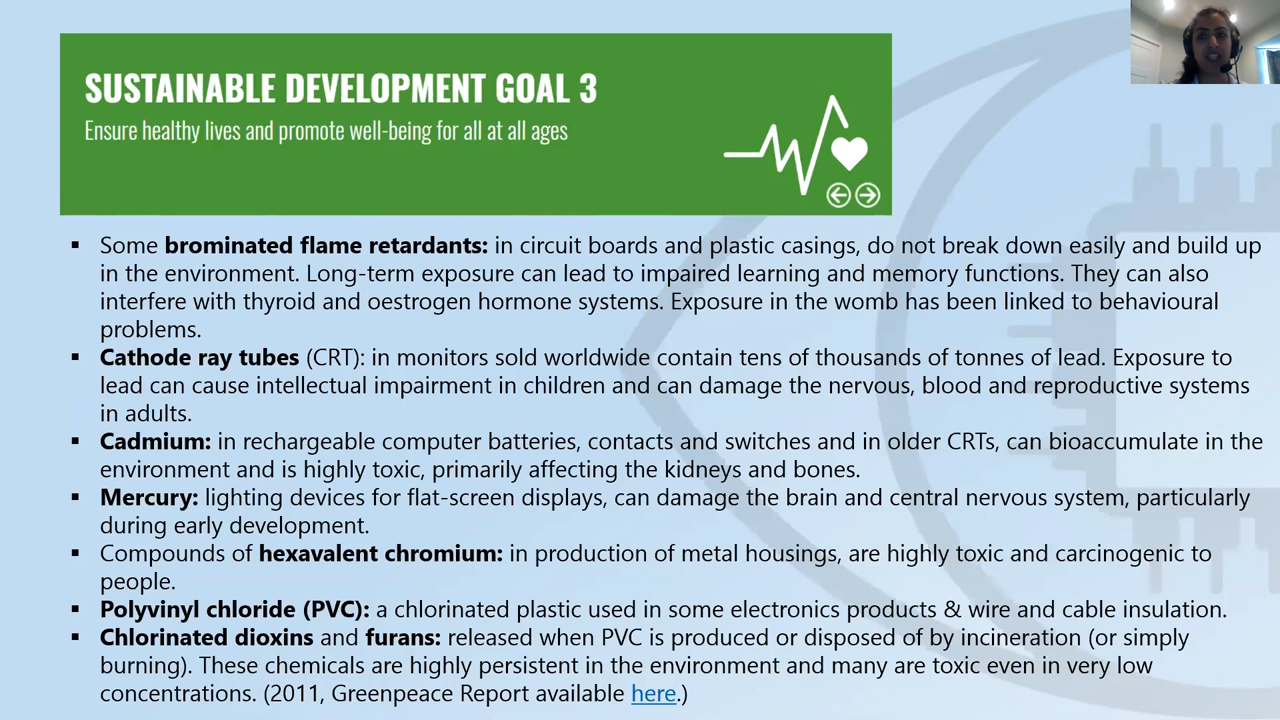 SUSTAINABLE DEVELOPMENT GOAL 3
Ensure healthy lives and promote well-being for all at all ages
▪ Some brominated flame retardants: in circuit boards and plastic casings, do not break down easily and build up
in the environment. Long-term exposure can lead to impaired learning and memory functions. They can also
interfere with thyroid and oestrogen hormone systems. Exposure in the womb has been linked to behavioural
problems.
▪ Cathode ray tubes (CRT): in monitors sold worldwide contain tens of thousands of tonnes of lead. Exposure to
lead can cause intellectual impairment in children and can damage the nervous, blood and reproductive systems
in adults.
▪ Cadmium: in rechargeable computer batteries, contacts and switches and in older CRTs, can bioaccumulate in the
environment and is highly toxic, primarily affecting the kidneys and bones.
▪ Mercury: lighting devices for flat-screen displays, can damage the brain and central nervous system, particularly
during early development.
▪ Compounds of hexavalent chromium: in production of metal housings, are highly toxic and carcinogenic to
people.
▪ Polyvinyl chloride (PVC): a chlorinated plastic used in some electronics products & wire and cable insulation.
▪ Chlorinated dioxins and furans: released when PVC is produced or disposed of by incineration (or simply
burning). These chemicals are highly persistent in the environment and many are toxic even in very low
concentrations. (2011, Greenpeace Report available here.)